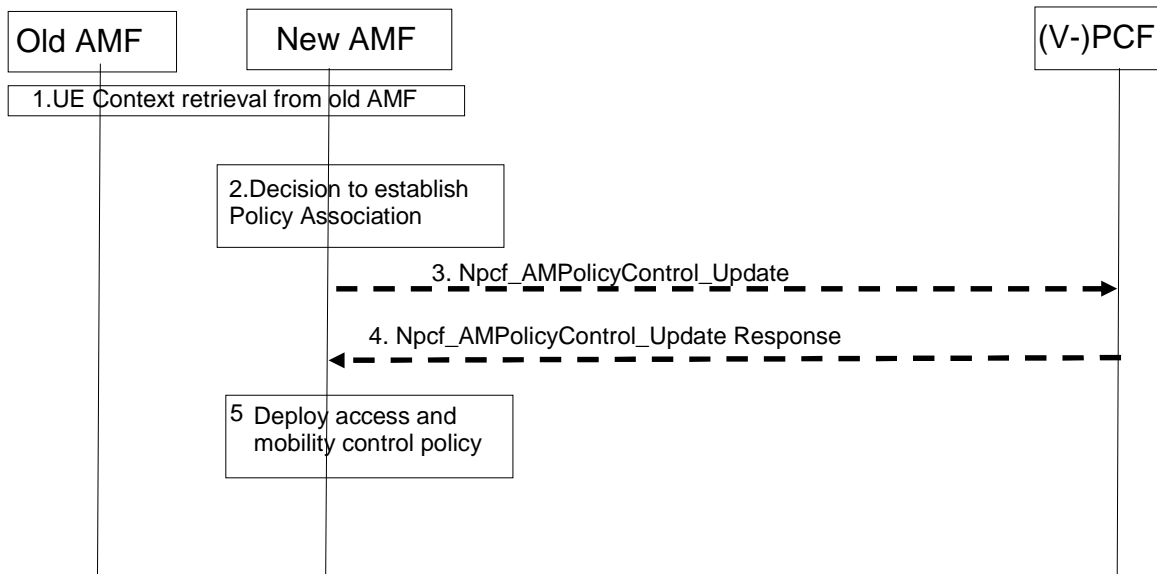 Old AMF
New AMF
(V-)PCF
1.UE Context retrieval from old AMF
2.Decision to establish
Policy Association
3. Npcf_AMPolicyControl_Update
4. Npcf_AMPolicyControl_Update Response
5 Deploy access and
mobility control policy